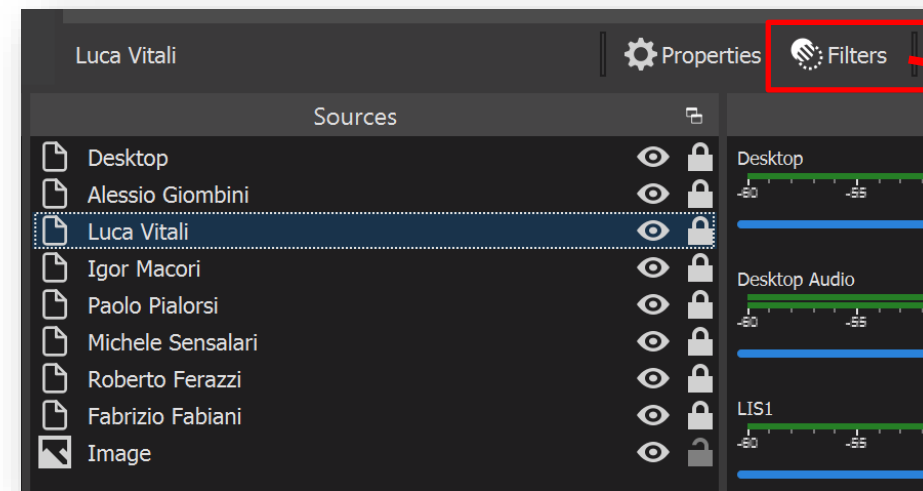 Luca Vitali Properties Filters
Sources
Desktop
Alessio Giombini
Luca Vitali
Igor Macori
Paolo Pialorsi
Michele Sensalari
Roberto Ferazzi
Fabrizio Fabiani
Image
Desktop
-60 -55
Desktop Audio
-60 -55
LIS1
-60 -55